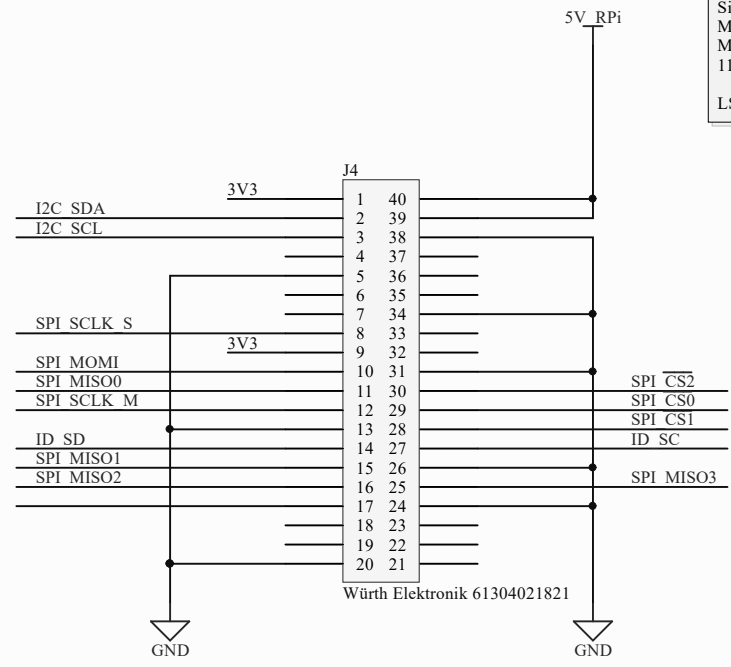 5V_RPi
Si
M
M
11
LS
J4
3V3
1 40
I2C_SDA
2 39
I2C_SCL
3 38
4 37
5 36
6 35
7 34
SPI_SCLK_S
8 33
3V3
9 32
SPI_MOMI
10 31
SPI_MISO0
11 30
SPI_CS2
SPI_SCLK_M
12 29
SPI_CS0
13 28
SPI_CS1
ID_SD
14 27
ID_SC
SPI_MISO1
15 26
SPI_MISO2
16 25
SPI_MISO3
17 24
18 23
19 22
20 21
Würth Elektronik 61304021821
GND
GND